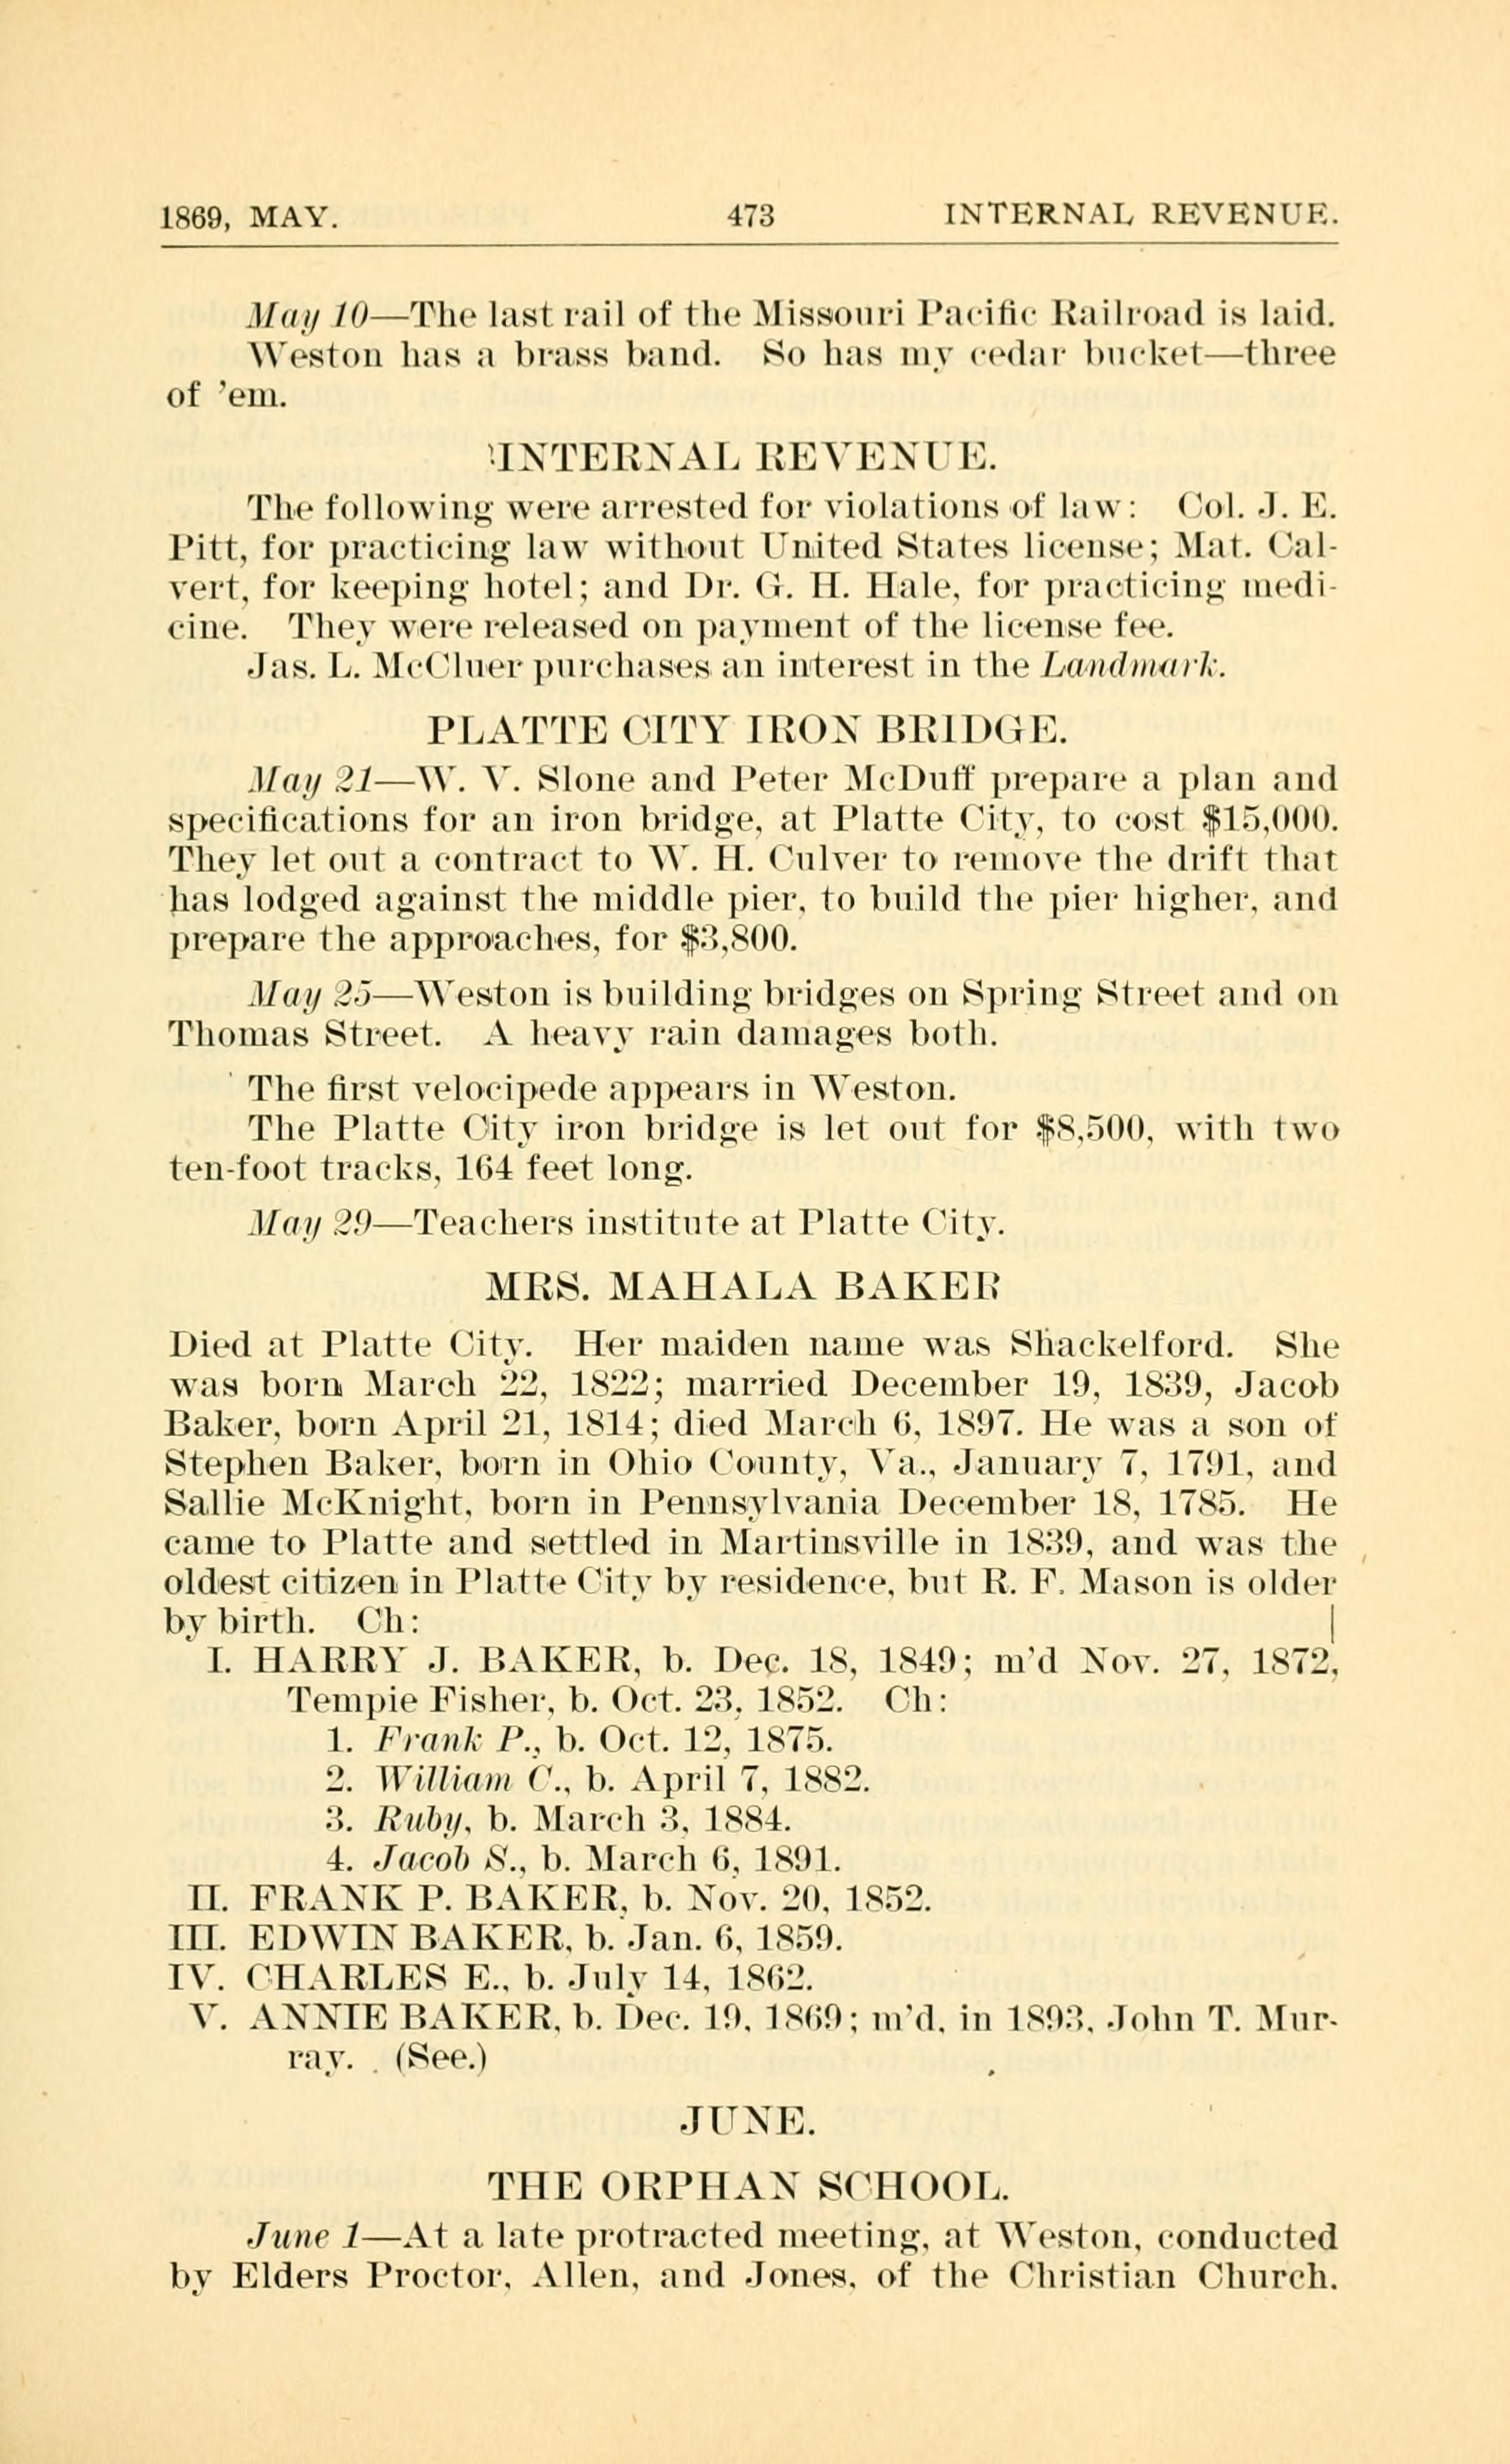 1869, MAY. 473 INTERNAL REVENUE.
May 10—The last rail of the Missouri Pacific Railroad is laid.
Weston has a brass band. So has my cedar bucket—three
of 'em.
INTERNAL REVENUE.
The following were arrested for violations of law: Col. J. E.
Pitt, for practicing law without United States license; Mat. Cal-
vert, for keeping hotel; and Dr. G. H. Hale, for practicing medi-
cine. They were released on payment of the license fee.
Jas. L. McCluer purchases an interest in the Landmark.
PLATTE CITY IRON BRIDGE.
May 21—W. V. Slone and Peter McDuff prepare a plan and
specifications for an iron bridge, at Platte City, to cost $15,000.
They let out a contract to W. H. Culver to remove the drift that
has lodged against the middle pier, to build the pier higher, and
prepare the approaches, for $3,800.
May 25—Weston is building bridges on Spring Street and on
Thomas Street. A heavy rain damages both.
The first velocipede appears in Weston.
The Platte City iron bridge is let out for $8,500, with two
ten-foot tracks, 164 feet long.
May 29—Teachers institute at Platte City.
MRS. MAHALA BAKER
Died at Platte City. Her maiden name was Shackelford. She
was born March 22, 1822; married December 19, 1839, Jacob
Baker, born April 21, 1814; died March 6, 1897. He was a son of
Stephen Baker, born in Ohio County, Va., January 7, 1791, and
Sallie McKnight, born in Pennsylvania December 18, 1785. He
came to Platte and settled in Martinsville in 1839, and was the
oldest citizen in Platte City by residence, but R. F. Mason is older
by birth. Ch:
I. HARRY J. BAKER, b. Dec. 18, 1849; m'd Nov. 27, 1872,
Tempie Fisher, b. Oct. 23, 1852. Ch:
1. Frank P., b. Oct. 12, 1875.
2. William C., b. April 7, 1882.
3. Ruby, b. March 3, 1884.
4. Jacob S., b. March 6, 1891.
II. FRANK P. BAKER, b. Nov. 20, 1852.
III. EDWIN BAKER, b. Jan. 6, 1859.
IV. CHARLES E., b. July 14, 1862.
V. ANNIE BAKER, b. Dec. 19, 1869; m'd, in 1893, John T. Mur-
ray. (See.)
JUNE.
THE ORPHAN SCHOOL.
June 1—At a late protracted meeting, at Weston, conducted
by Elders Proctor, Allen, and Jones, of the Christian Church.